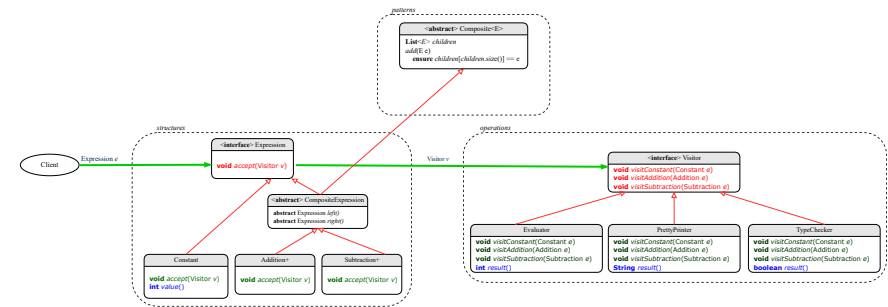 patterns
<abstract> Composite<E>
List<E> children
add(E e)
ensure children[children.size()] == e
structures
operations
Client
Expression e
<interface> Expression
void accept(Visitor v)
Visitor v
<interface> Visitor
void visitConstant(Constant e)
void visitAddition(Addition e)
void visitSubtraction(Subtraction e)
<abstract> CompositeExpression
abstract Expression left()
abstract Expression right()
Constant
void accept(Visitor v)
int value()
Addition+
void accept(Visitor v)
Subtraction+
void accept(Visitor v)
Evaluator
void visitConstant(Constant e)
void visitAddition(Addition e)
void visitSubtraction(Subtraction e)
int result()
PrettyPrinter
void visitConstant(Constant e)
void visitAddition(Addition e)
void visitSubtraction(Subtraction e)
String result()
TypeChecker
void visitConstant(Constant e)
void visitAddition(Addition e)
void visitSubtraction(Subtraction e)
boolean result()